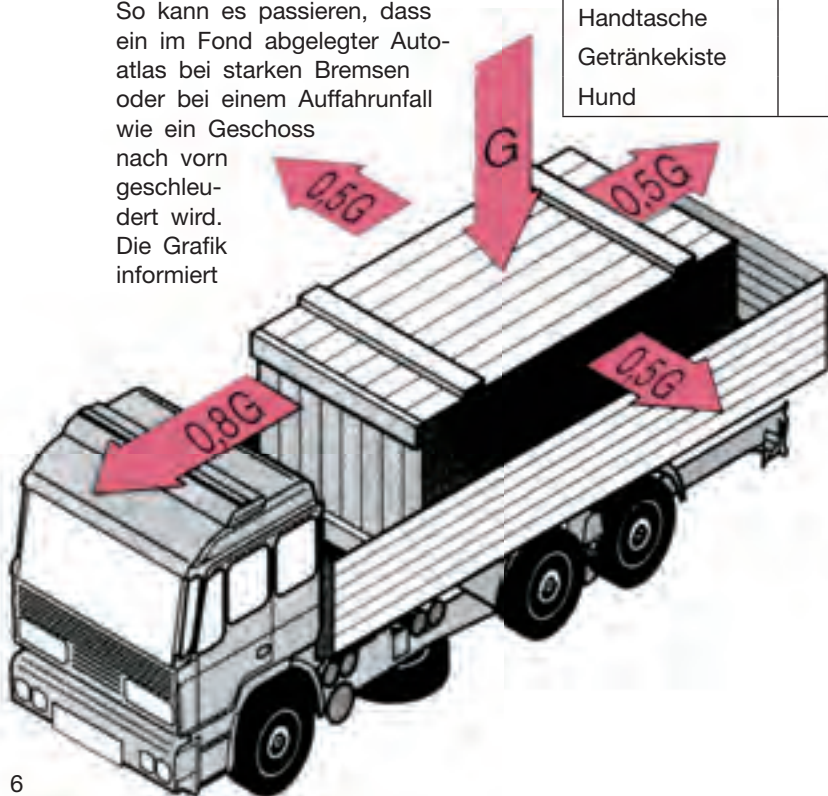 So kann es passieren, dass
ein im Fond abgelegter Auto-
atlas bei starken Bremsen
oder bei einem Auffahrunfall
wie ein Geschoss
nach vorn
geschleu-
dert wird.
Die Grafik
informiert
Handtasche
Getränkekiste
Hund
G
0,5G
0,5G
0,5G
0,8G
6